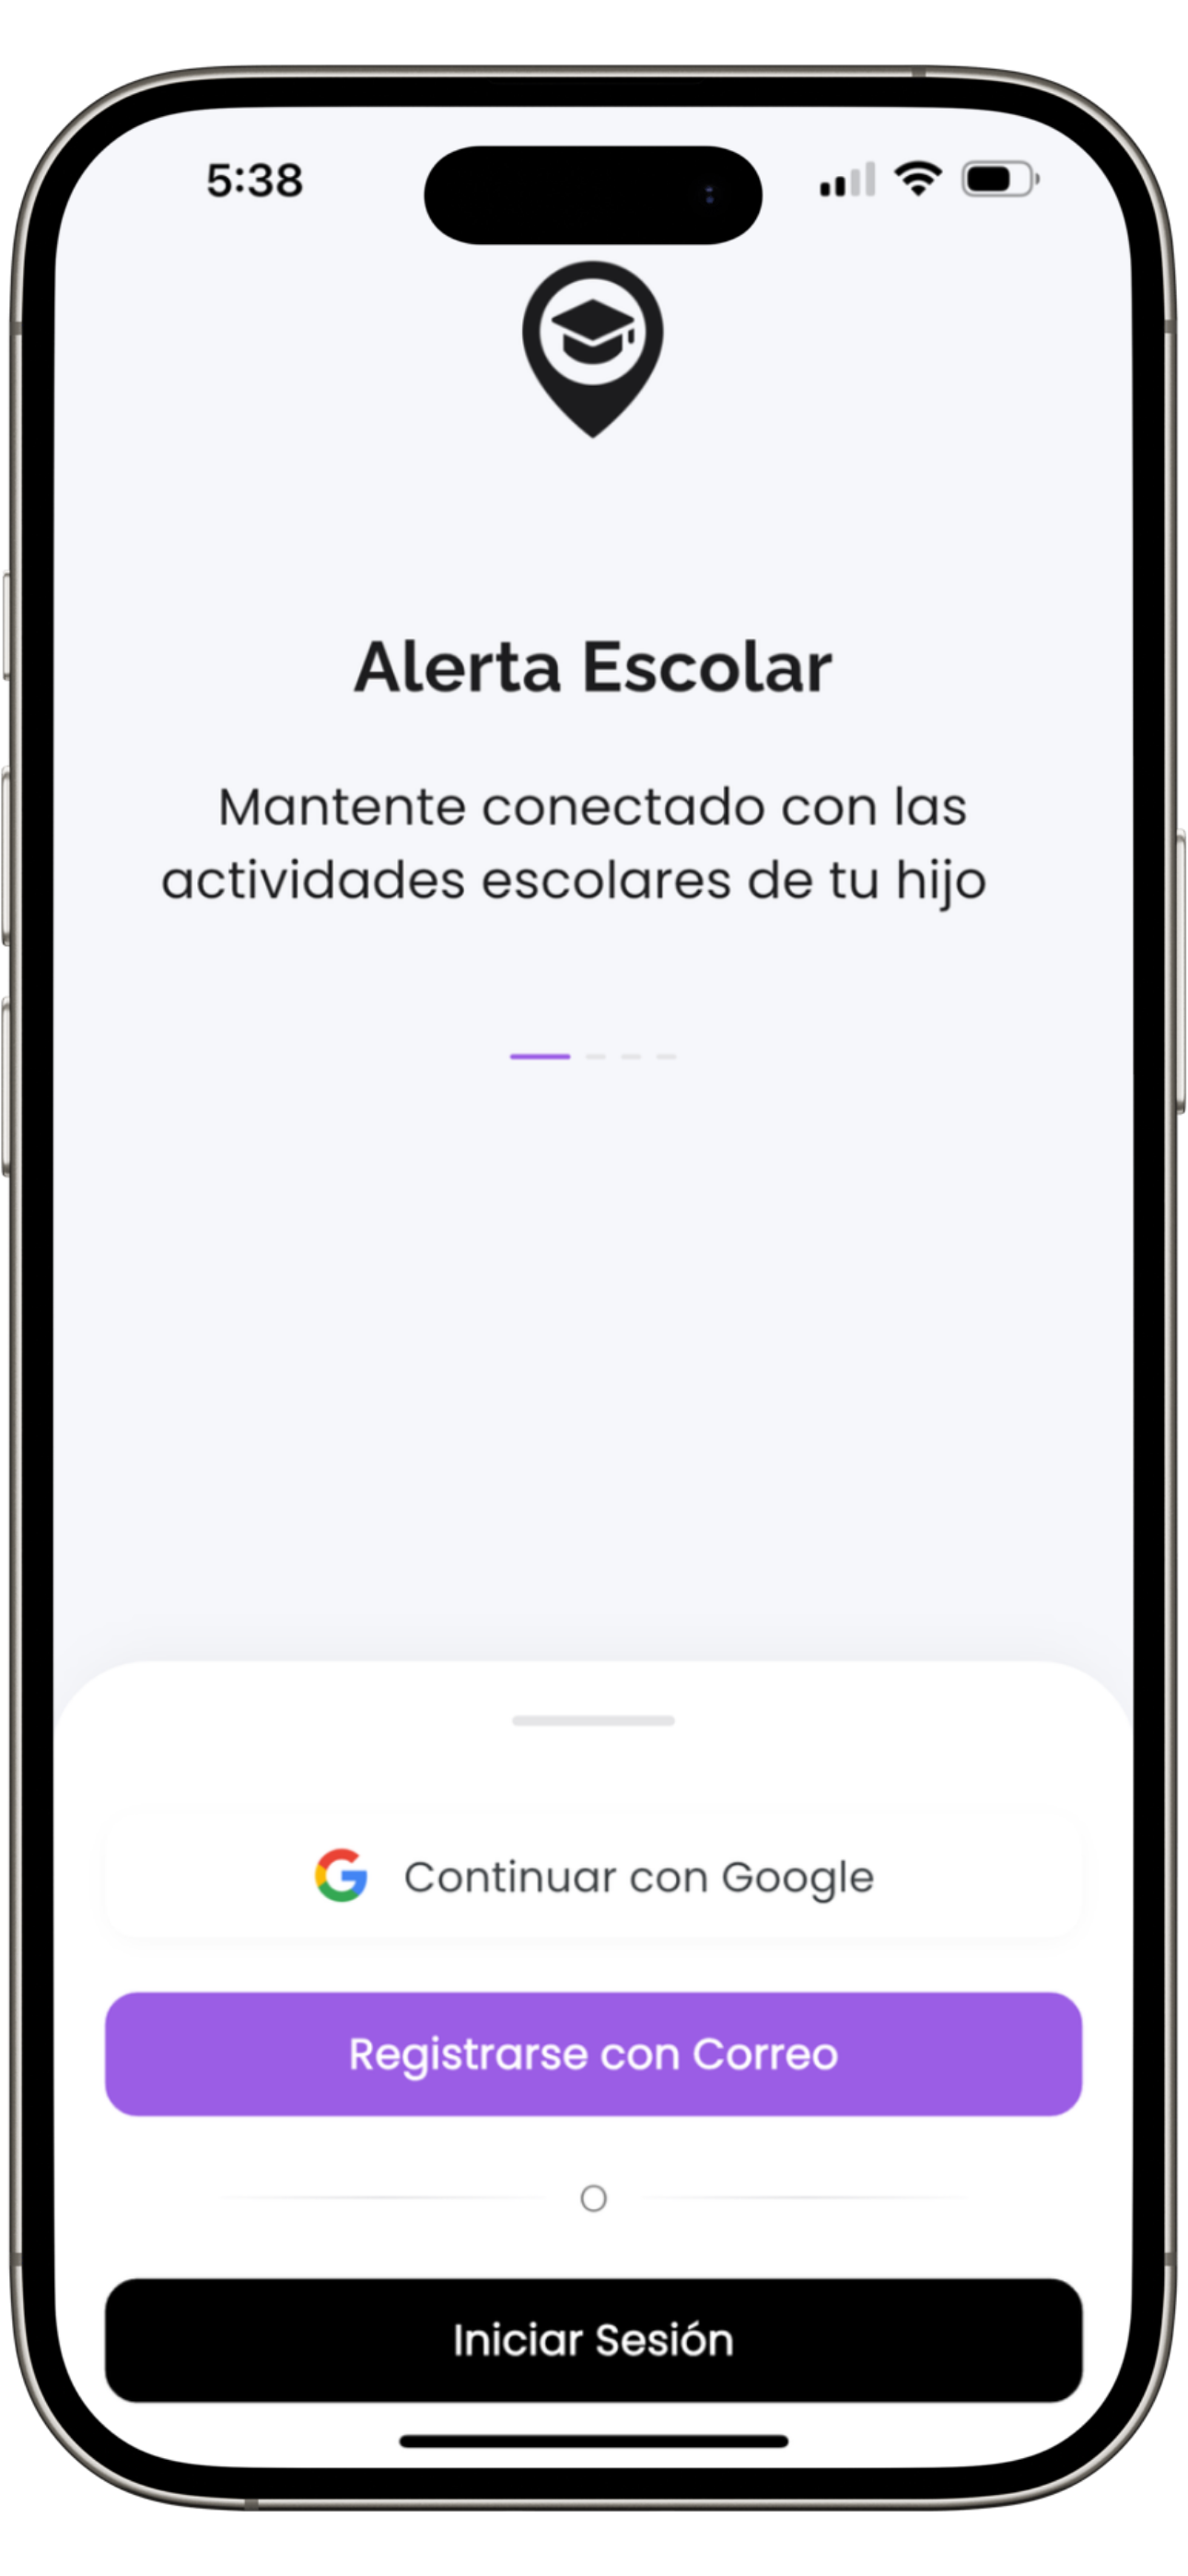 5:38
Alerta Escolar
Mantente conectado con las
actividades escolares de tu hijo
Continuar con Google
Registrarse con Correo
O
Iniciar Sesión